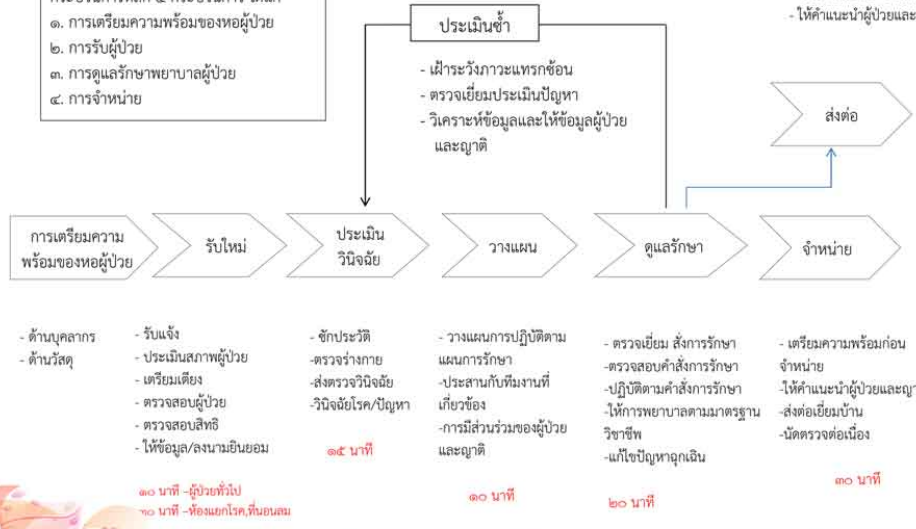 ๑. การเตรียมความพร้อมของหอผู้ป่วย
๒. การรับผู้ป่วย
๓. การดูแลรักษาพยาบาลผู้ป่วย
๔. การจำหน่าย
ประเมินซ้ำ
- เฝ้าระวังภาวะแทรกซ้อน
- ตรวจเยี่ยมประเมินปัญหา
- วิเคราะห์ข้อมูลและให้ข้อมูลผู้ป่วย
และญาติ
- ให้คำแนะนำผู้ป่วยและ
ส่งต่อ
การเตรียมความ
พร้อมของหอผู้ป่วย
รับใหม่
ประเมิน
วินิจฉัย
วางแผน
ดูแลรักษา
จำหน่าย
- ด้านบุคลากร
- ด้านวัสดุ
- รับแจ้ง
- ประเมินสภาพผู้ป่วย
- เตรียมเตียง
- ตรวจสอบผู้ป่วย
- ตรวจสอบสิทธิ
- ให้ข้อมูล/ลงนามยินยอม
๑๐ นาที -ผู้ป่วยทั่วไป
๓๐ นาที -ห้องแยกโรค,ที่นอนลม
- ซักประวัติ
-ตรวจร่างกาย
-ส่งตรวจวินิจฉัย
-วินิจฉัยโรค/ปัญหา
๑๕ นาที
- วางแผนการปฏิบัติตาม
แผนการรักษา
-ประสานกับทีมงานที่
เกี่ยวข้อง
-การมีส่วนร่วมของผู้ป่วย
และญาติ
๑๐ นาที
- ตรวจเยี่ยม สั่งการรักษา
-ตรวจสอบคำสั่งการรักษา
-ปฏิบัติตามคำสั่งการรักษา
-ให้การพยาบาลตามมาตรฐาน
วิชาชีพ
-แก้ไขปัญหาฉุกเฉิน
๒๐ นาที
- เตรียมความพร้อมก่อน
จำหน่าย
-ให้คำแนะนำผู้ป่วยและญา
-ส่งต่อเยี่ยมบ้าน
-นัดตรวจต่อเนื่อง
๓๐ นาที